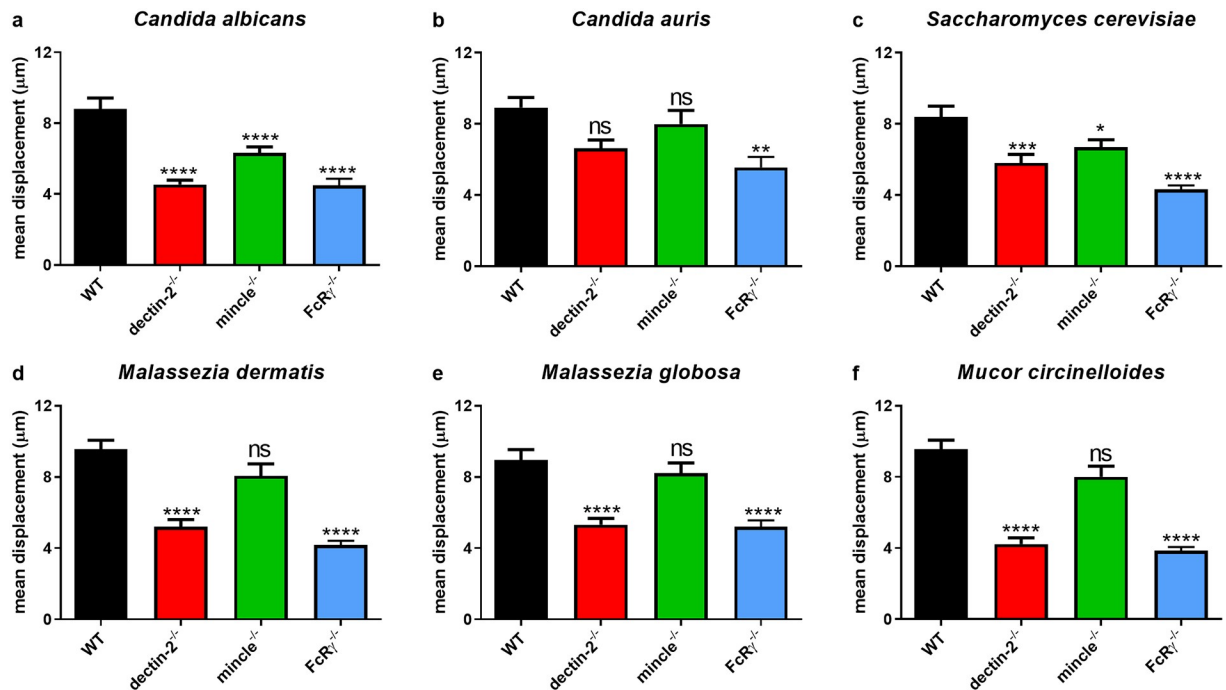 a Candida albicans
mean displacement (μm)
12
8
4
0
****
****
****
WT
dectin-2-/-
mincle-/-
FcRγ-/-
b Candida auris
mean displacement (μm)
12
8
4
0
ns
ns
**
WT
dectin-2-/-
mincle-/-
FcRγ-/-
c Saccharomyces cerevisiae
mean displacement (μm)
12
8
4
0
***
*
****
WT
dectin-2-/-
mincle-/-
FcRγ-/-
d Malassezia dermatis
mean displacement (μm)
12
8
4
0
****
ns
****
WT
dectin-2-/-
mincle-/-
FcRγ-/-
e Malassezia globosa
mean displacement (μm)
12
8
4
0
****
ns
****
WT
dectin-2-/-
mincle-/-
FcRγ-/-
f Mucor circinelloides
mean displacement (μm)
12
8
4
0
****
ns
****
WT
dectin-2-/-
mincle-/-
FcRγ-/-